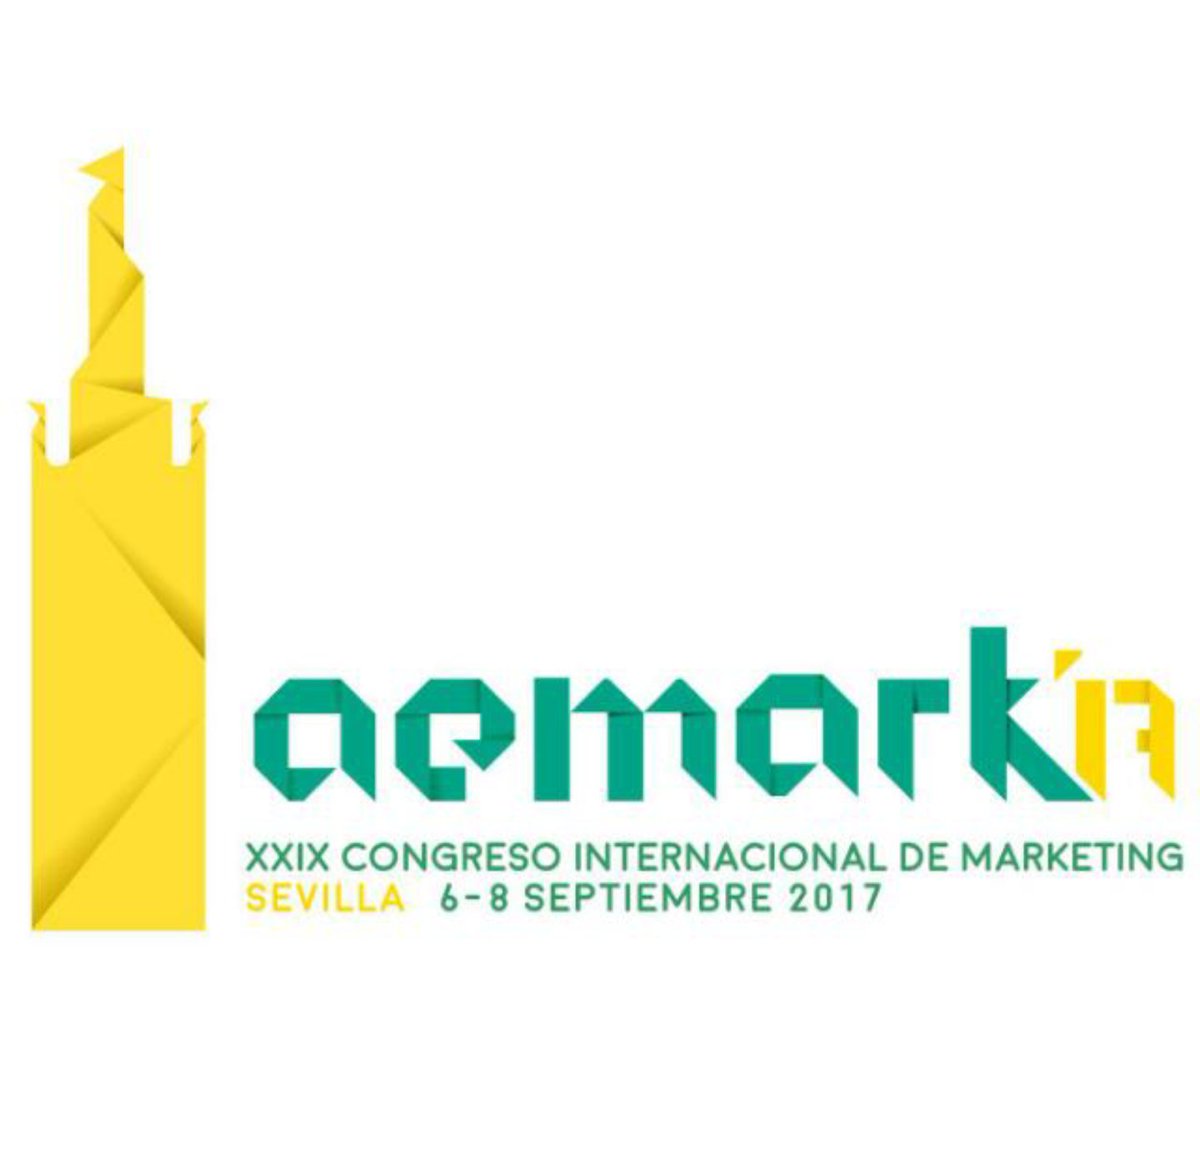 aemark'17
XXIX CONGRESO INTERNACIONAL DE MARKETING
SEVILLA 6-8 SEPTIEMBRE 2017